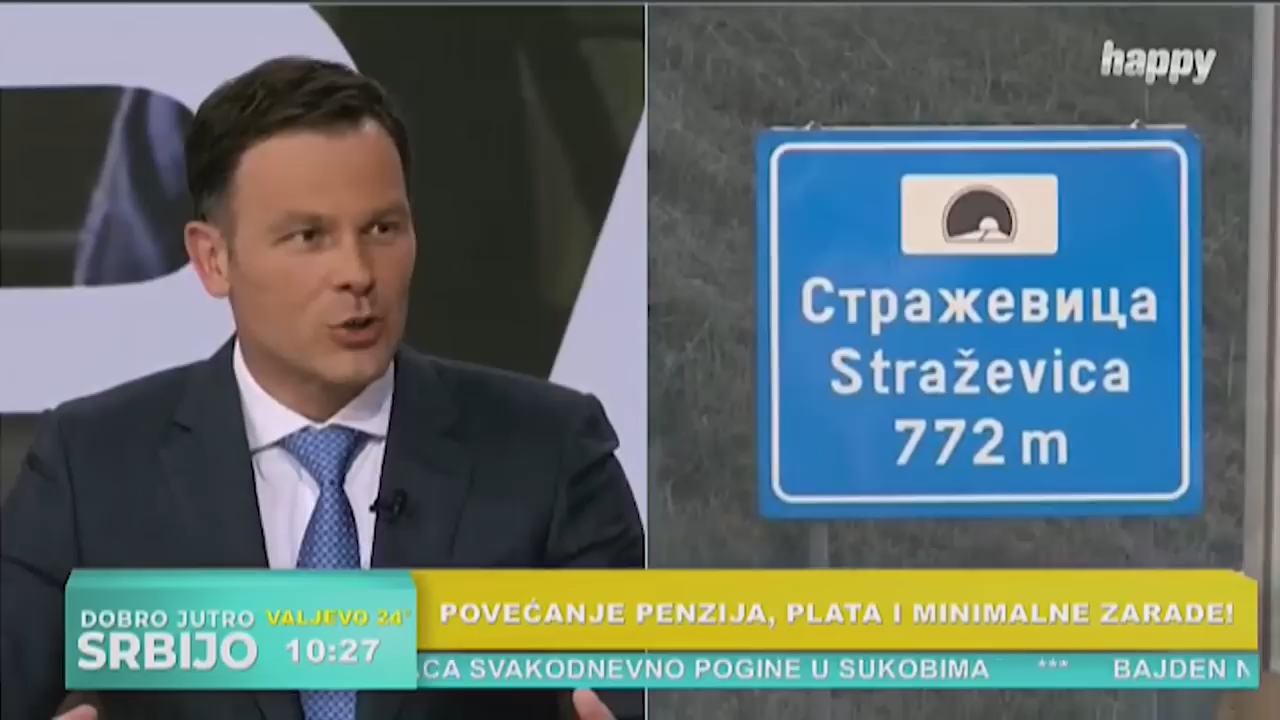 happy
Стражевица
Straževica
772 m
DOBRO JUTRO
SRBIJO
VALJEVO 24°
10:27
POVEĆANJE PENZIJA, PLATA I MINIMALNE ZARADE!
SVAKODNEVNO POGINE U SUKOBIMA *** BAJDEN